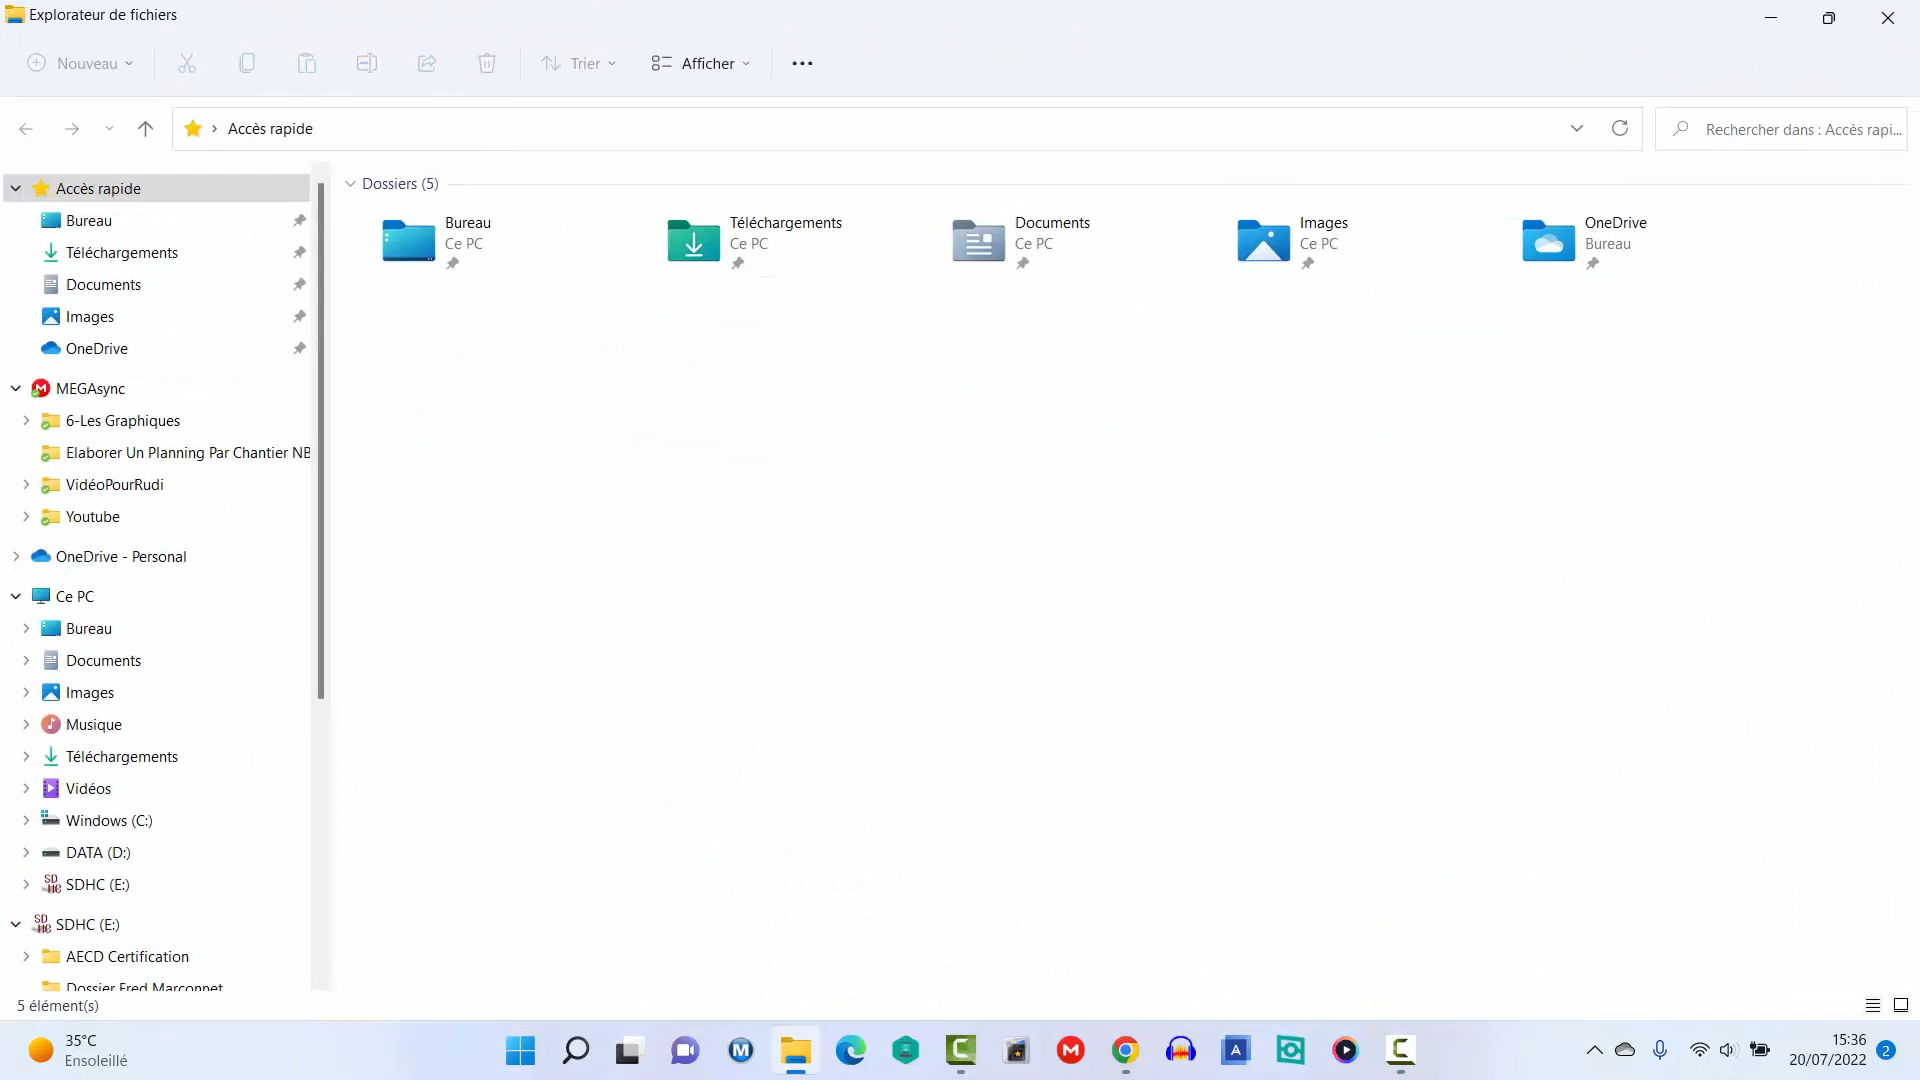 Explorateur de fichiers
Nouveau
Trier
Afficher
Accès rapide
Rechercher dans : Accès rapi...
Accès rapide
Bureau
Téléchargements
Documents
Images
OneDrive
MEGAsync
6-Les Graphiques
Elaborer Un Planning Par Chantier NB
VidéoPourRudi
Youtube
OneDrive - Personal
Ce PC
Bureau
Documents
Images
Musique
Téléchargements
Vidéos
Windows (C:)
DATA (D:)
SDHC (E:)
SDHC (E:)
AECD Certification
Dossier Fred Marconnet
Dossiers (5)
Bureau
Ce PC
Téléchargements
Ce PC
Documents
Ce PC
Images
Ce PC
OneDrive
Bureau
5 élément(s)
35°C
Ensoleillé
15:36
20/07/2022
2